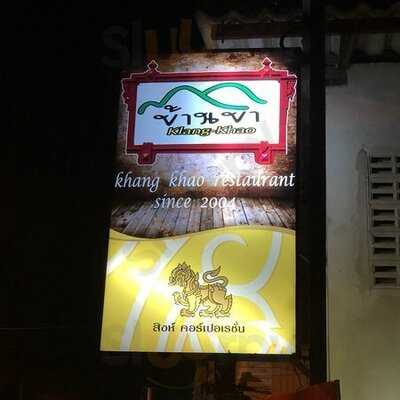 ข้างเขา
Klang-Khao
khang khao restaurant
since 2004
สิงห์ คอร์เปอเรชั่น